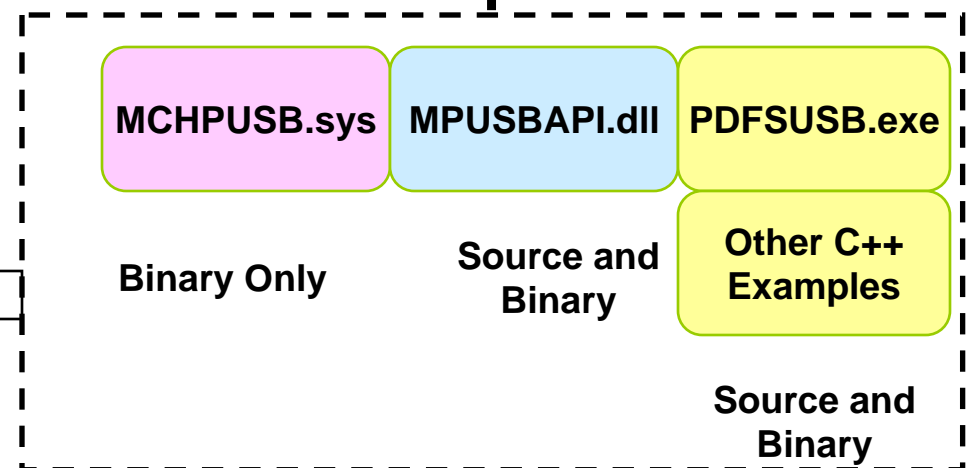 MCHPUSB.sys
MPUSBAPI.dll
PDFSUSB.exe
Binary Only
Source and
Binary
Other C++
Examples
Source and
Binary